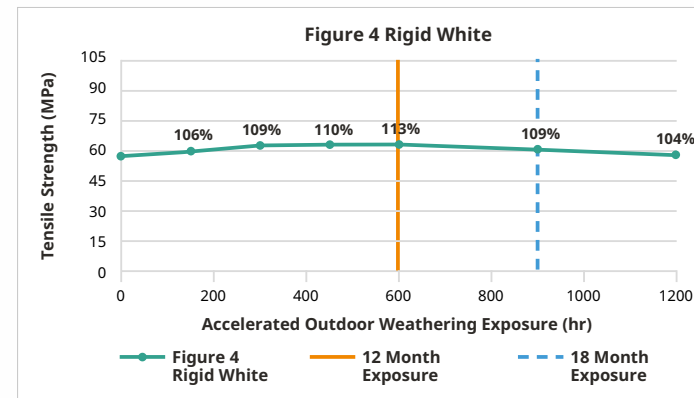 Figure 4 Rigid White
Tensile Strength (MPa)
105
90
75
60
45
30
15
0
106%
109%
110%
113%
109%
104%
0
200
400
600
800
1000
1200
Accelerated Outdoor Weathering Exposure (hr)
Figure 4
Rigid White
12 Month
Exposure
18 Month
Exposure